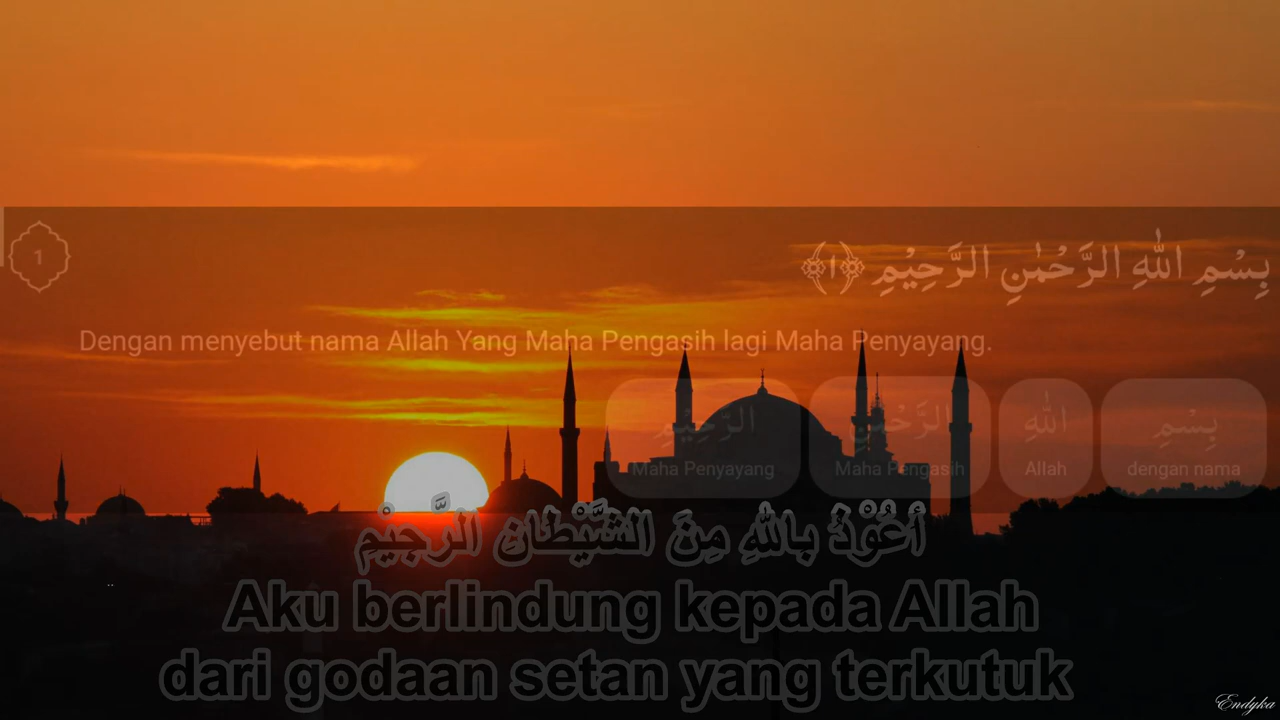 1
بِسْمِ اللّٰهِ الرَّحْمٰنِ الرَّحِيْمِ ﴿١﴾
Dengan menyebut nama Allah Yang Maha Pengasih lagi Maha Penyayang.
بِسْمِ اللّٰهِ الرَّحْمٰنِ الرَّحِيْمِ
dengan nama Allah Maha Pengasih Maha Penyayang
أَعُوْذُ بِاللّٰهِ مِنَ الشَّيْطَانِ الرَّجِيْمِ
Aku berlindung kepada Allah
dari godaan setan yang terkutuk
Endyka